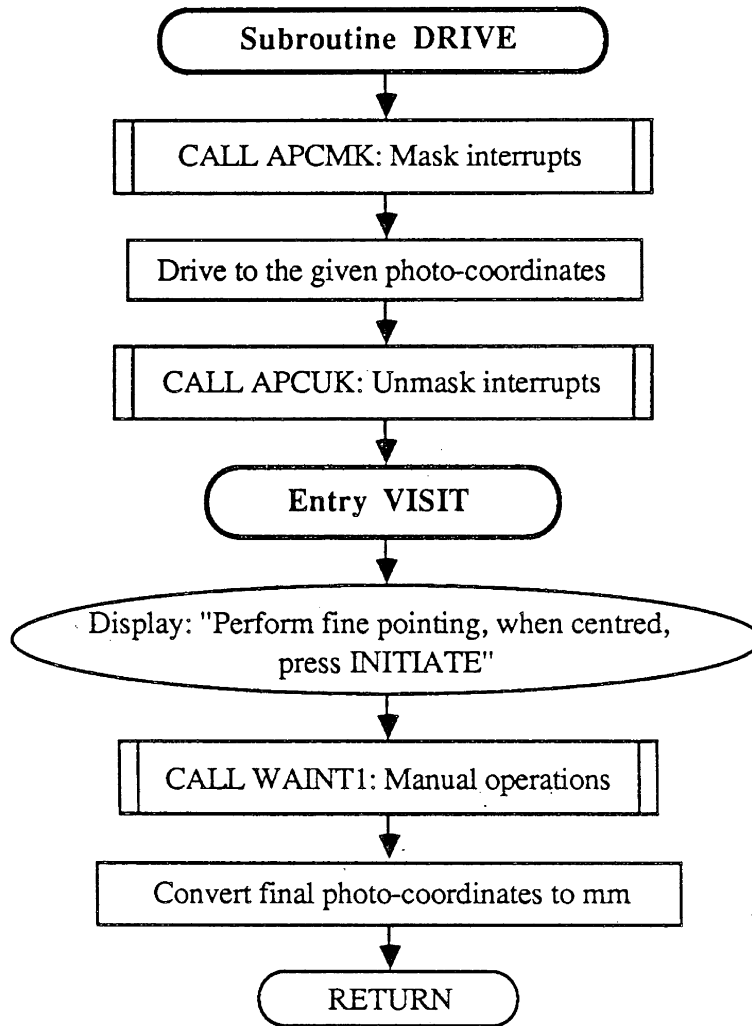 Subroutine DRIVE
CALL APCMK: Mask interrupts
Drive to the given photo-coordinates
CALL APCUK: Unmask interrupts
Entry VISIT
Display: "Perform fine pointing, when centred,
press INITIATE"
CALL WAINT1: Manual operations
Convert final photo-coordinates to mm
RETURN